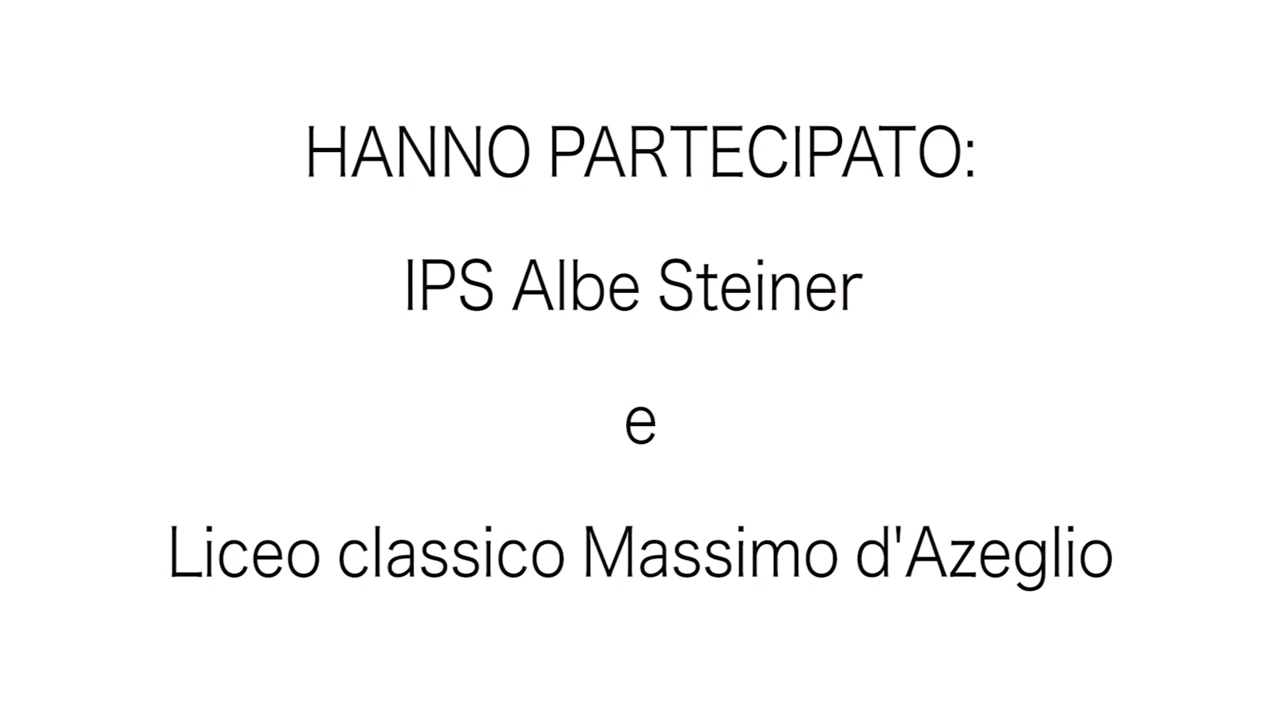 HANNO PARTECIPATO:
IPS Albe Steiner
e
Liceo classico Massimo d'Azeglio